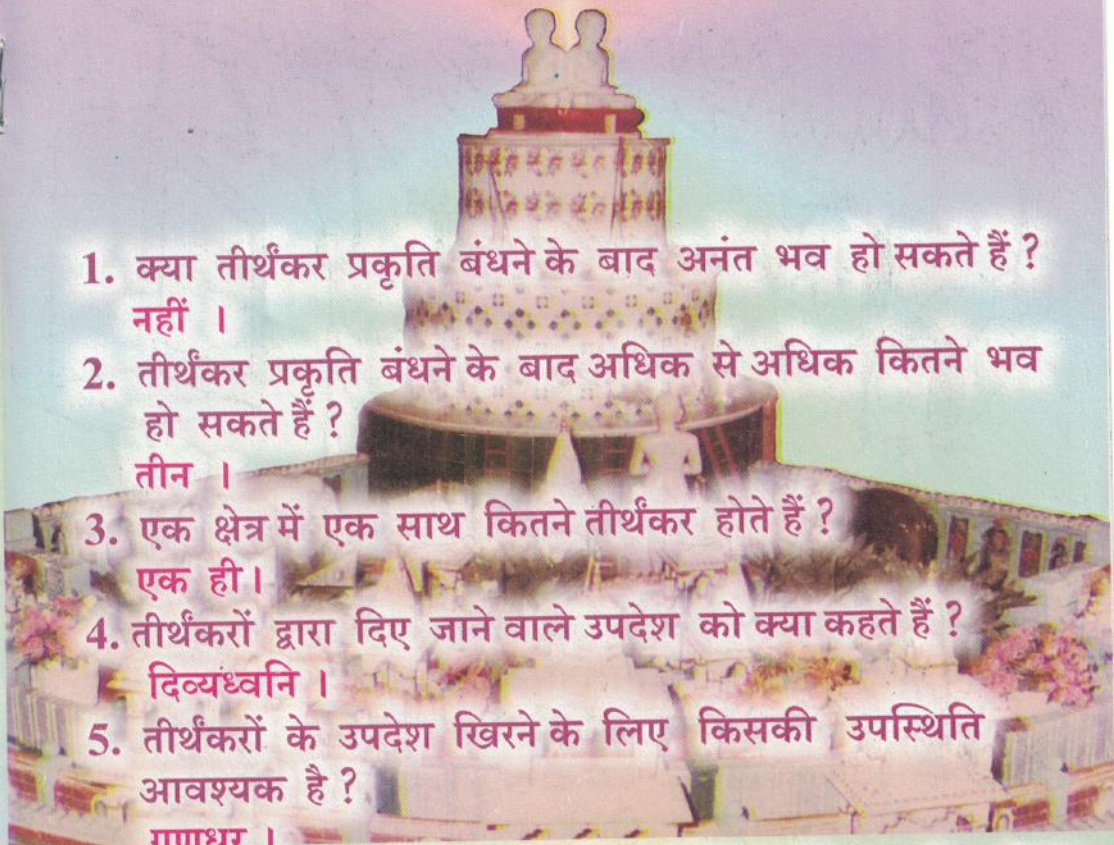 1. क्या तीर्थंकर प्रकृति बंधने के बाद अनंत भव हो सकते हैं ?
नहीं ।
2. तीर्थंकर प्रकृति बंधने के बाद अधिक से अधिक कितने भव
हो सकते हैं ?
तीन ।
3. एक क्षेत्र में एक साथ कितने तीर्थंकर होते हैं ?
एक ही।
4. तीर्थंकरों द्वारा दिए जाने वाले उपदेश को क्या कहते हैं ?
दिव्यध्वनि ।
5. तीर्थंकरों के उपदेश खिरने के लिए किसकी उपस्थिति
आवश्यक है ?
गणधर ।